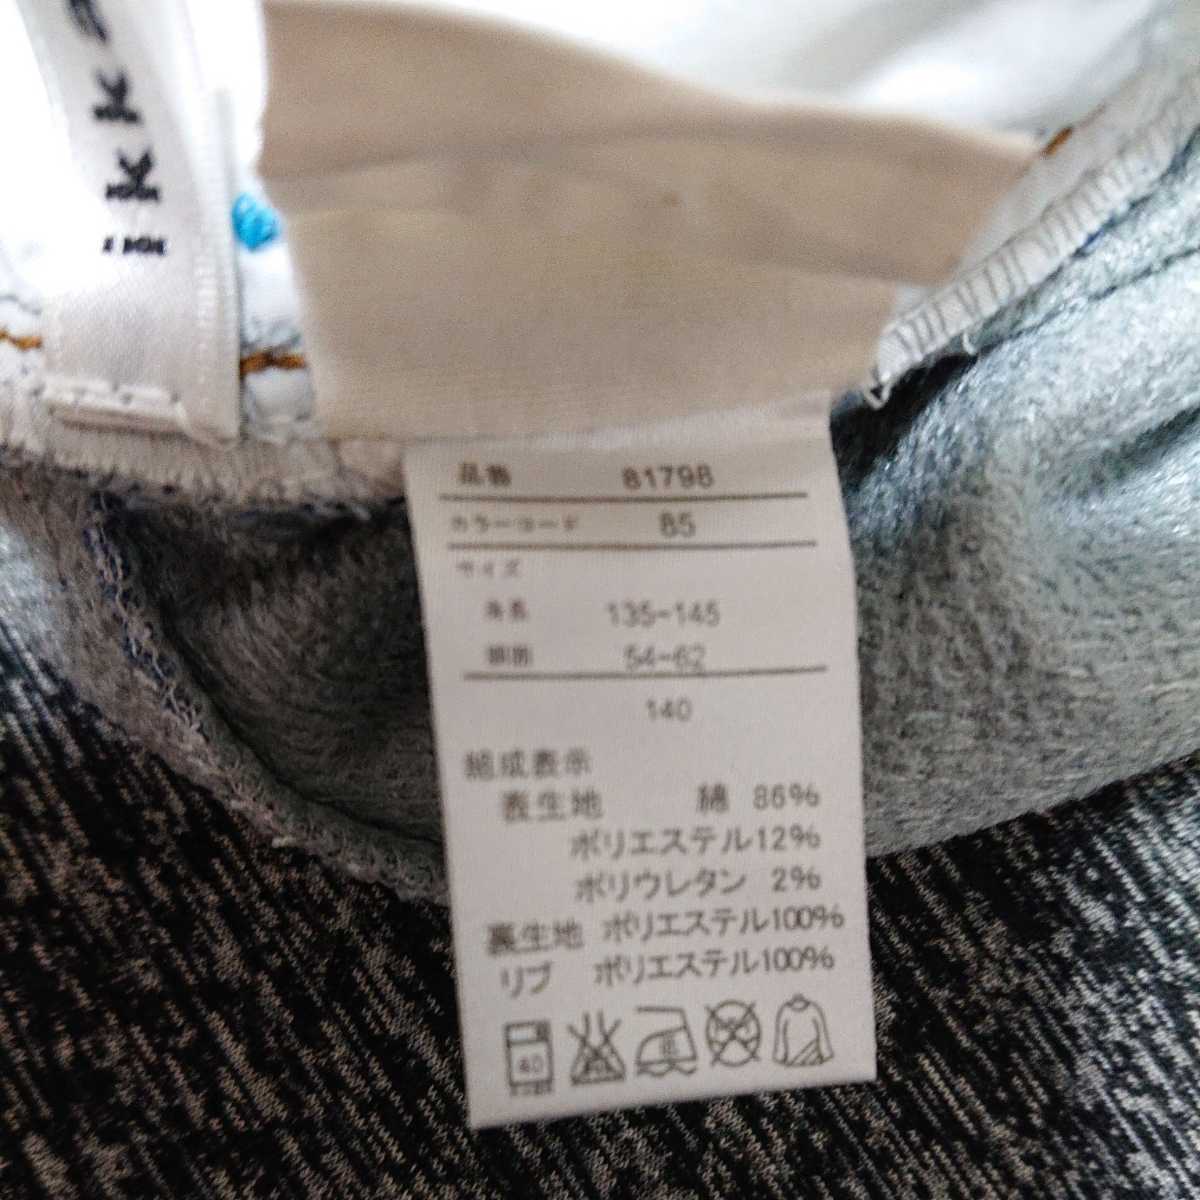 ikk
品番 81798
カラーコード 85
サイズ
身長 135-145
胴囲 54-62
140
組成表示
表生地 綿 86%
ポリエステル12%
ポリウレタン 2%
裏生地 ポリエステル100%
リブ ポリエステル100%
40